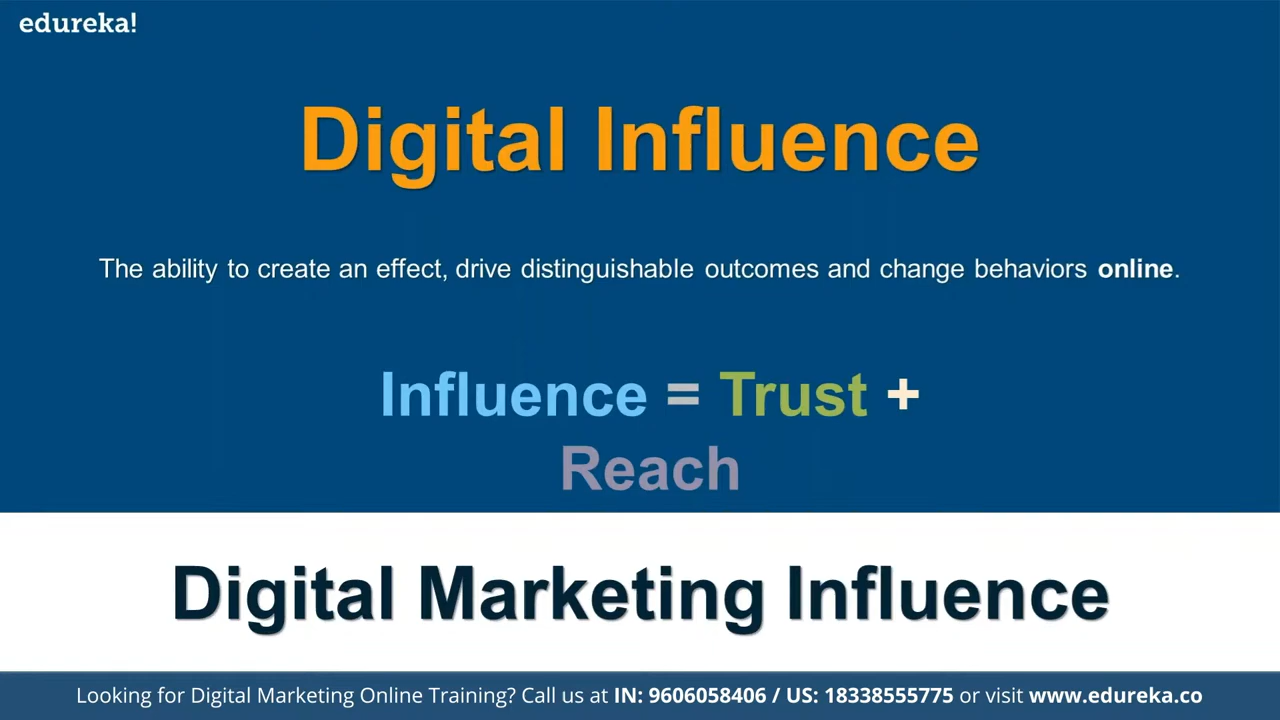 edureka!
Digital Influence
The ability to create an effect, drive distinguishable outcomes and change behaviors online.
Influence = Trust +
Reach
Digital Marketing Influence
Looking for Digital Marketing Online Training? Call us at IN: 9606058406 / US: 18338555775 or visit www.edureka.co